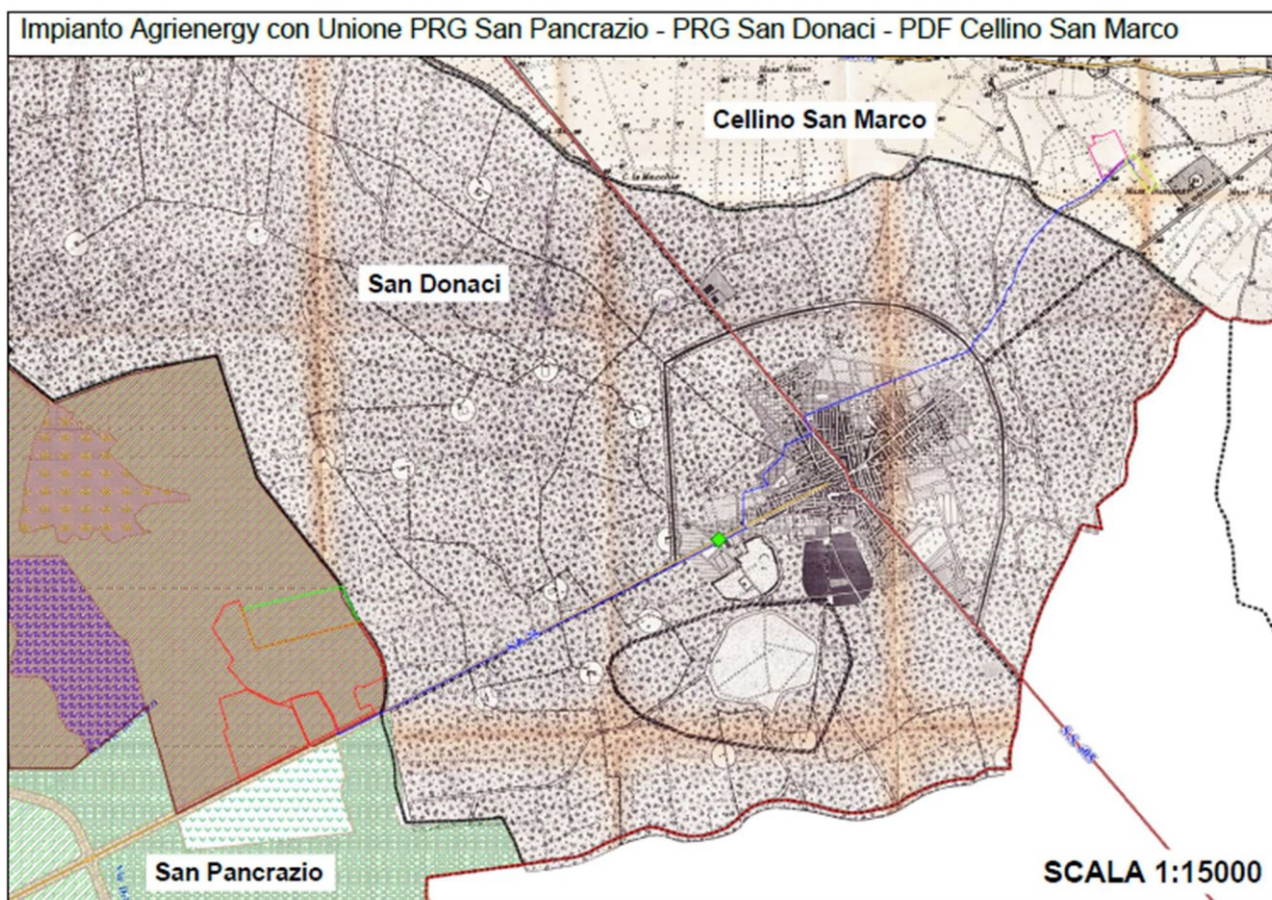 Impianto Agrienergy con Unione PRG San Pancrazio - PRG San Donaci - PDF Cellino San Marco
Cellino San Marco
San Donaci
San Pancrazio
SCALA 1:15000